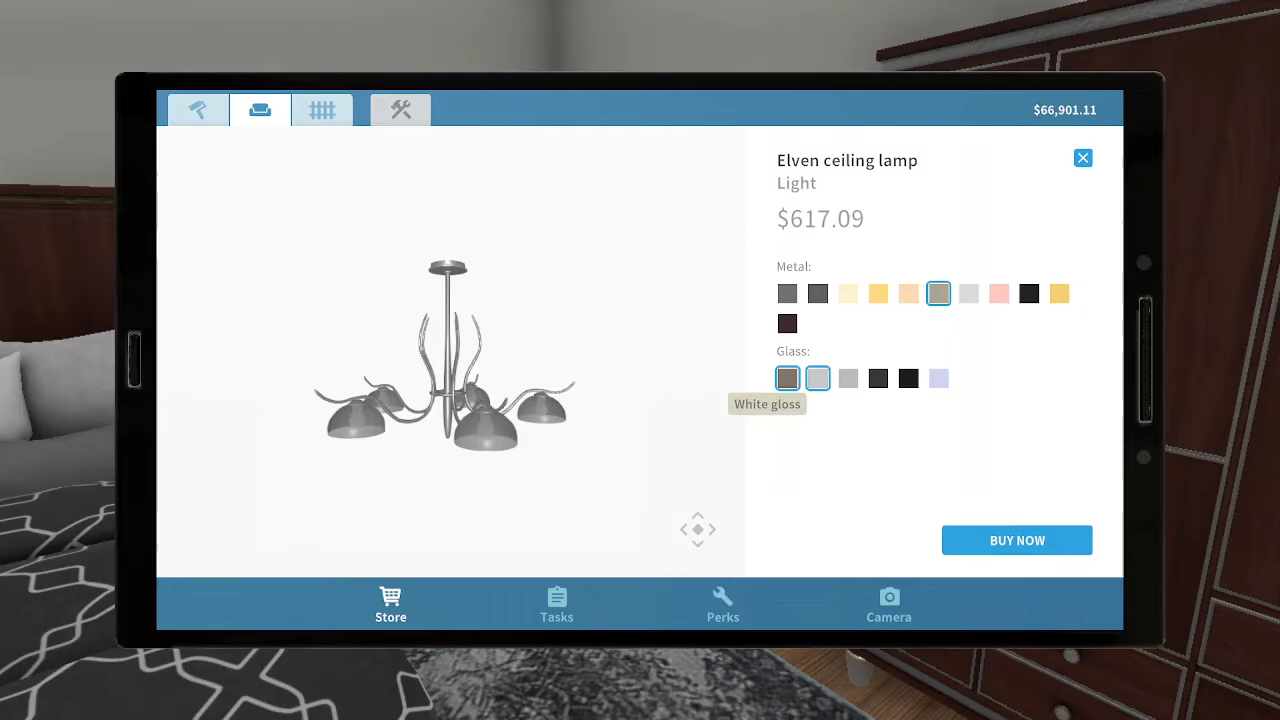 $66,901.11
Elven ceiling lamp
Light
$617.09
Metal:
Glass:
White gloss
BUY NOW
Store
Tasks
Perks
Camera